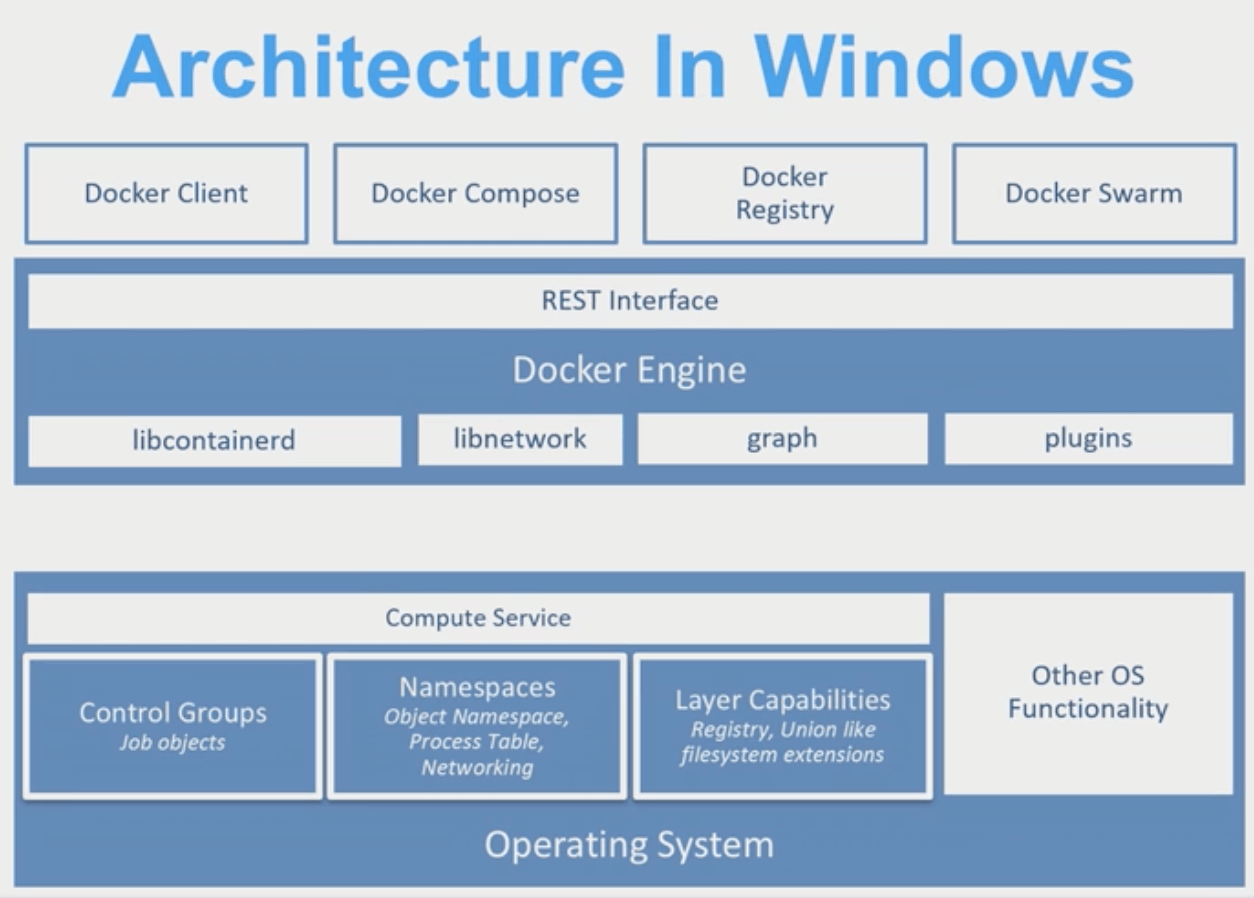 Architecture In Windows
Docker Client
Docker Compose
Docker
Registry
Docker Swarm
REST Interface
Docker Engine
libcontainerd
libnetwork
graph
plugins
Compute Service
Control Groups
Job objects
Namespaces
Object Namespace,
Process Table,
Networking
Layer Capabilities
Registry, Union like
filesystem extensions
Other OS
Functionality
Operating System